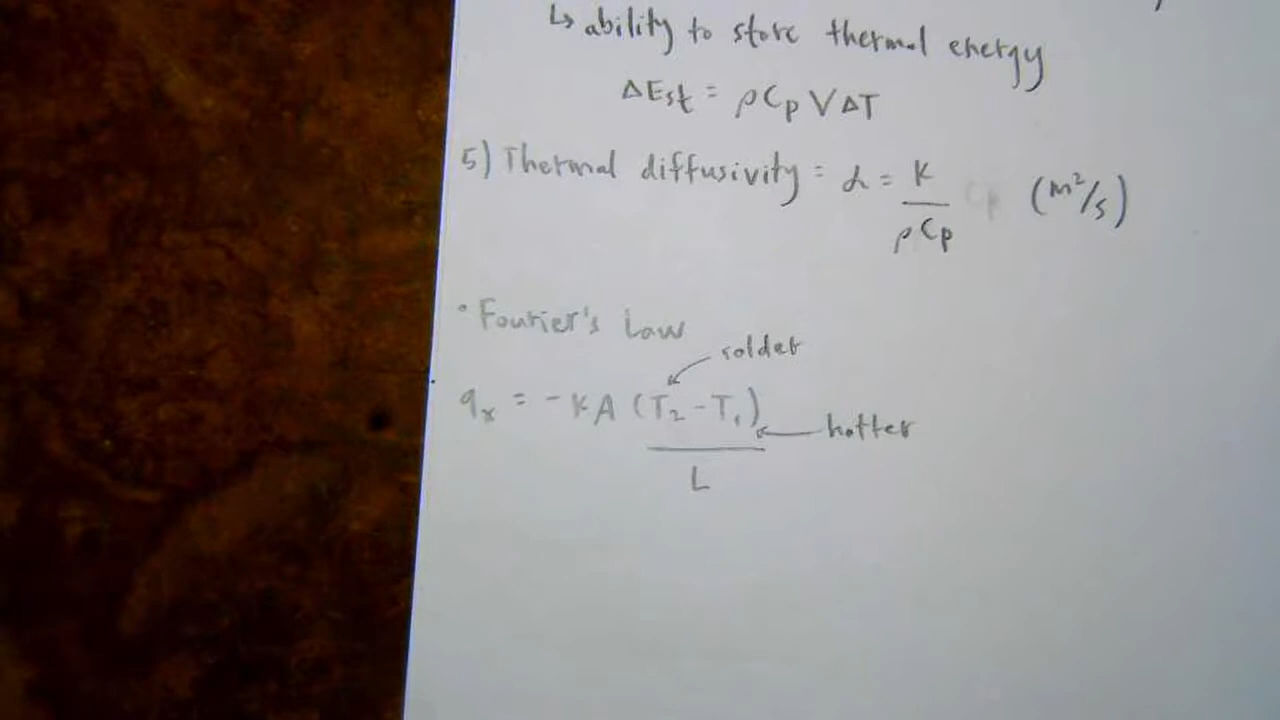 ↳ ability to store thermal energy
ΔEst = ρCp V ΔT
5) Thermal diffusivity = α = K / ρCp (m²/s)
• Fourier's Law
colder
qx = -KA (T₂ - T₁) / L
hotter